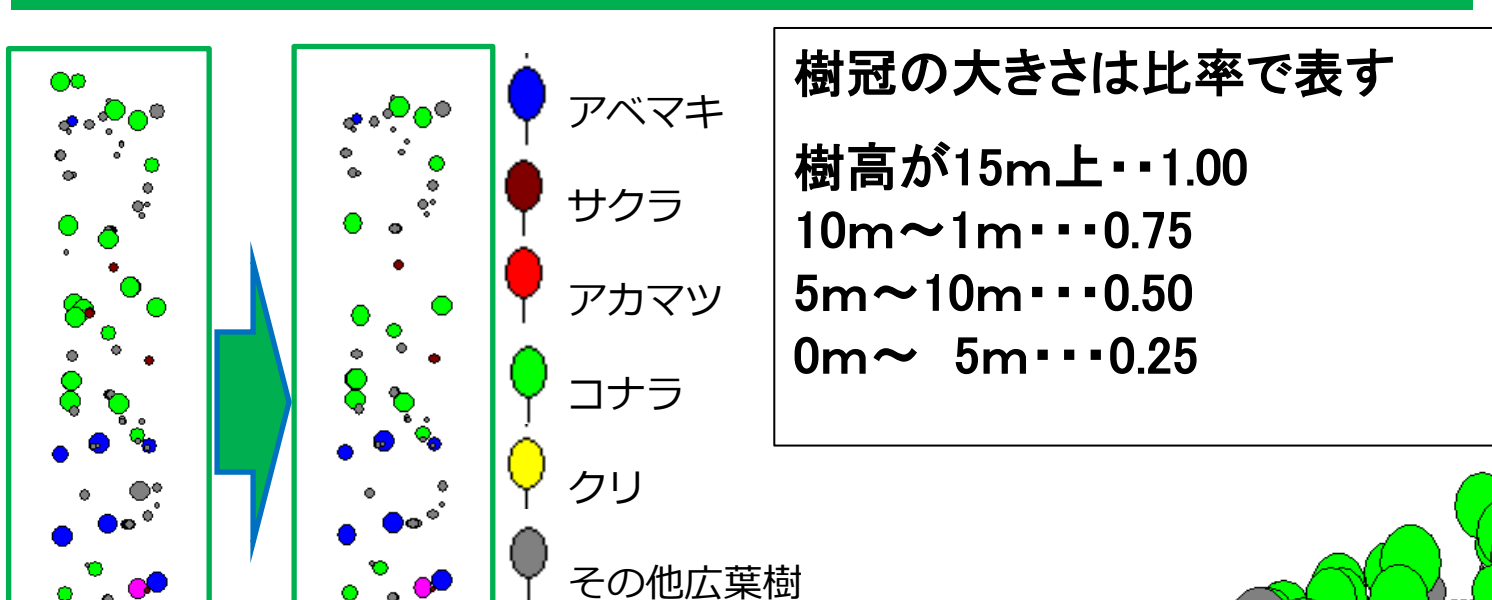 アベマキ
サクラ
アカマツ
コナラ
クリ
その他広葉樹
樹冠の大きさは比率で表す
樹高が15m上・・1.00
10m～1m・・・0.75
5m～10m・・・0.50
0m～　5m・・・0.25